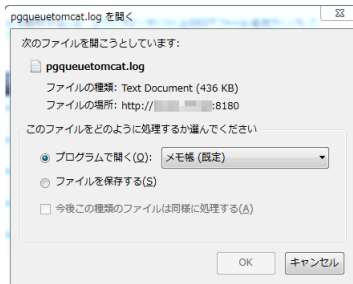 pgqueuetomcat.log を開く
次のファイルを開こうとしています:
pgqueuetomcat.log
ファイルの種類: Text Document (436 KB)
ファイルの場所: http:// :8180
このファイルをどのように処理するか選んでください
プログラムで開く(O): メモ帳 (既定)
ファイルを保存する(S)
今後この種類のファイルは同様に処理する(A)
OK キャンセル